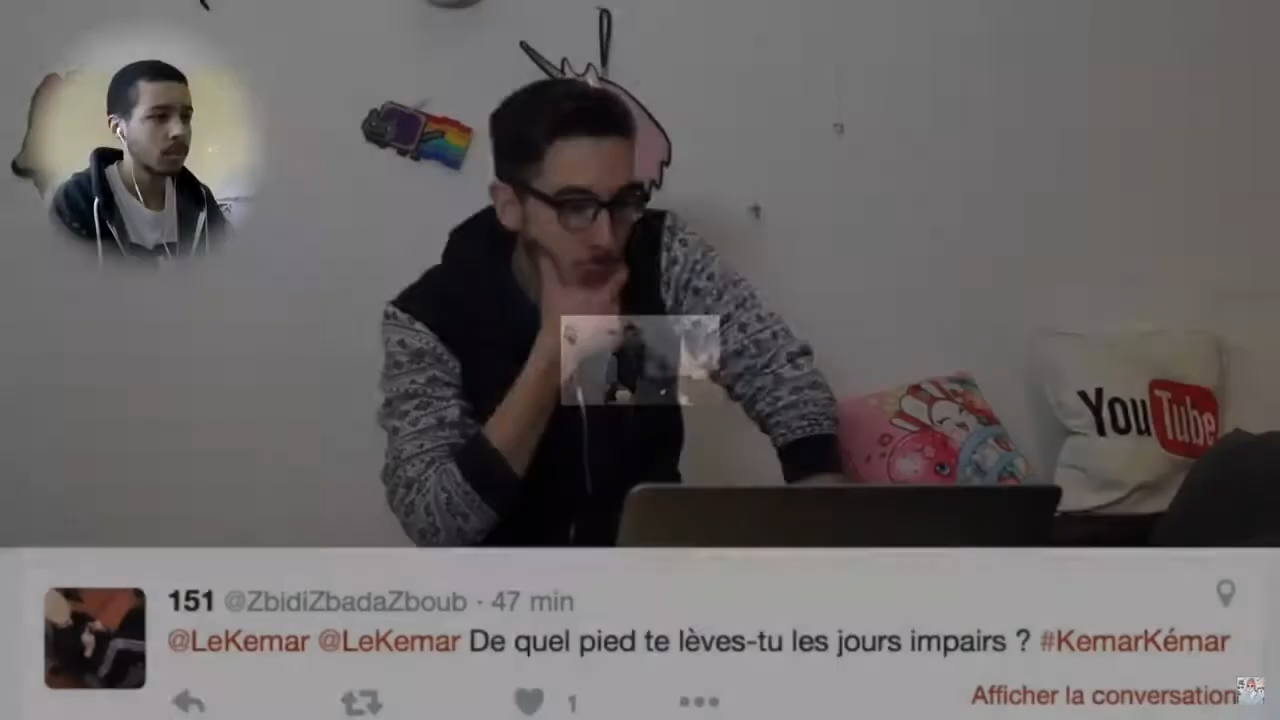 YouTube
151 @ZbidiZbadaZboub · 47 min
@LeKemar @LeKemar De quel pied te lèves-tu les jours impairs ? #KemarKémar
1
Afficher la conversation